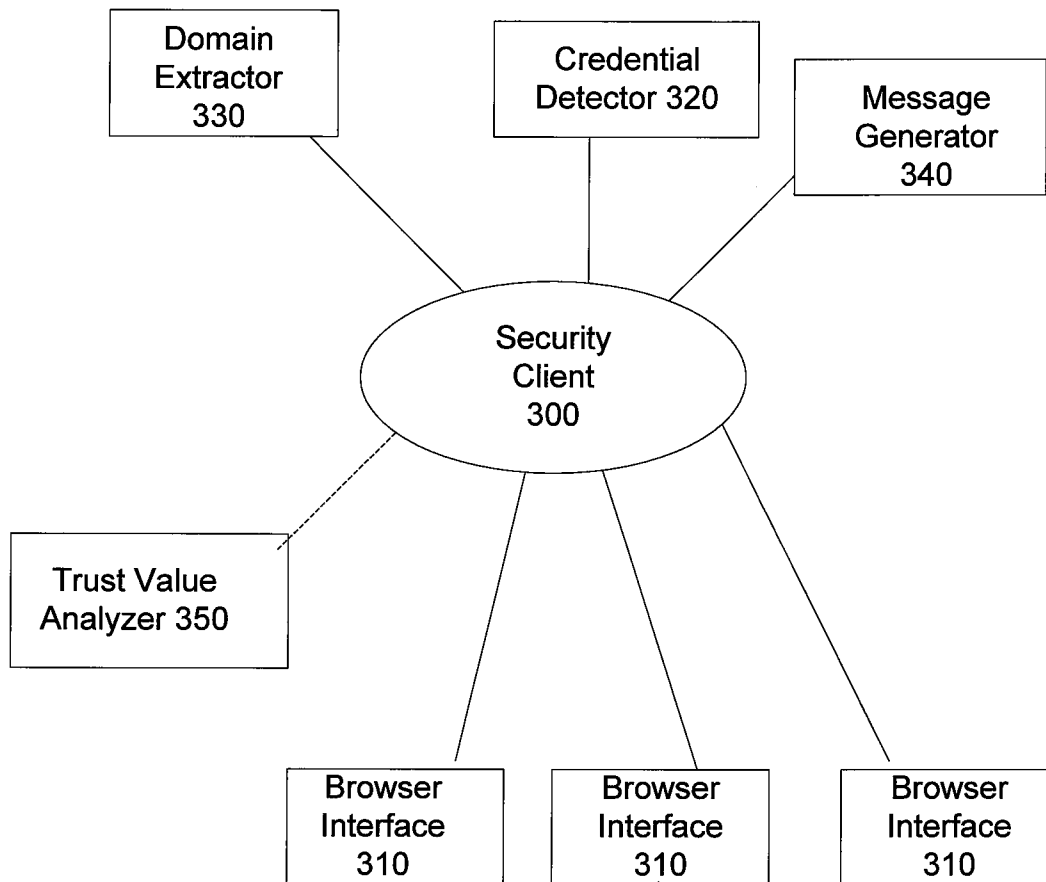 Domain
Extractor
330
Credential
Detector 320
Message
Generator
340
Security
Client
300
Trust Value
Analyzer 350
Browser
Interface
310
Browser
Interface
310
Browser
Interface
310